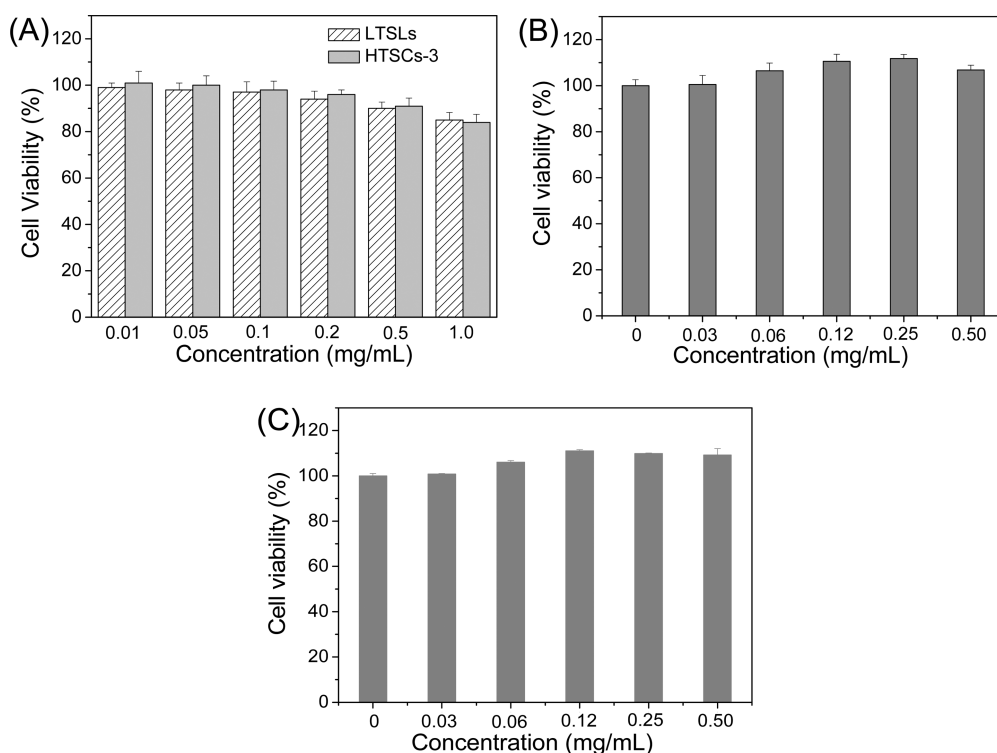 (A)
LTSLs
HTSCs-3
120
100
80
60
40
20
0
Cell Viability (%)
0.01 0.05 0.1 0.2 0.5 1.0
Concentration (mg/mL)
(B)
120
100
80
60
40
20
0
Cell viability (%)
0 0.03 0.06 0.12 0.25 0.50
Concentration (mg/mL)
(C)
120
100
80
60
40
20
0
Cell viability (%)
0 0.03 0.06 0.12 0.25 0.50
Concentration (mg/mL)